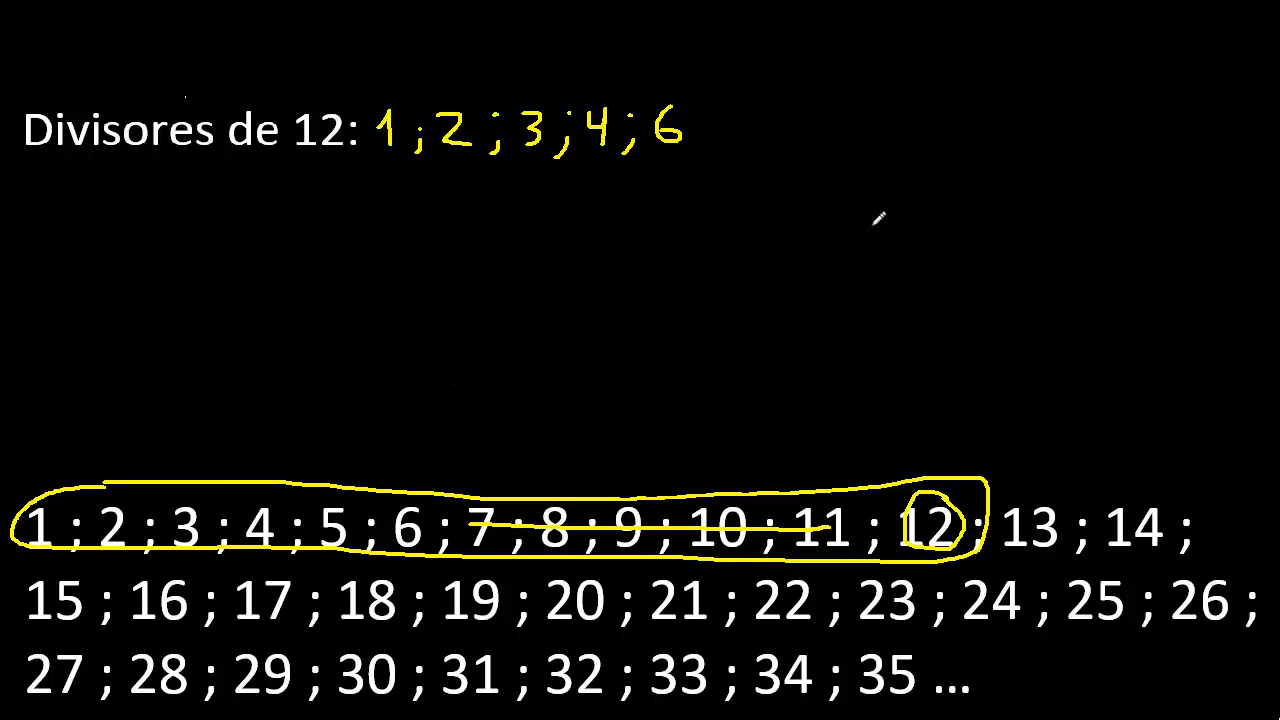 Divisores de 12: 1 ; 2 ; 3 ; 4 ; 6
1 ; 2 ; 3 ; 4 ; 5 ; 6 ; 7 ; 8 ; 9 ; 10 ; 11 ; 12 ; 13 ; 14 ;
15 ; 16 ; 17 ; 18 ; 19 ; 20 ; 21 ; 22 ; 23 ; 24 ; 25 ; 26 ;
27 ; 28 ; 29 ; 30 ; 31 ; 32 ; 33 ; 34 ; 35 ...